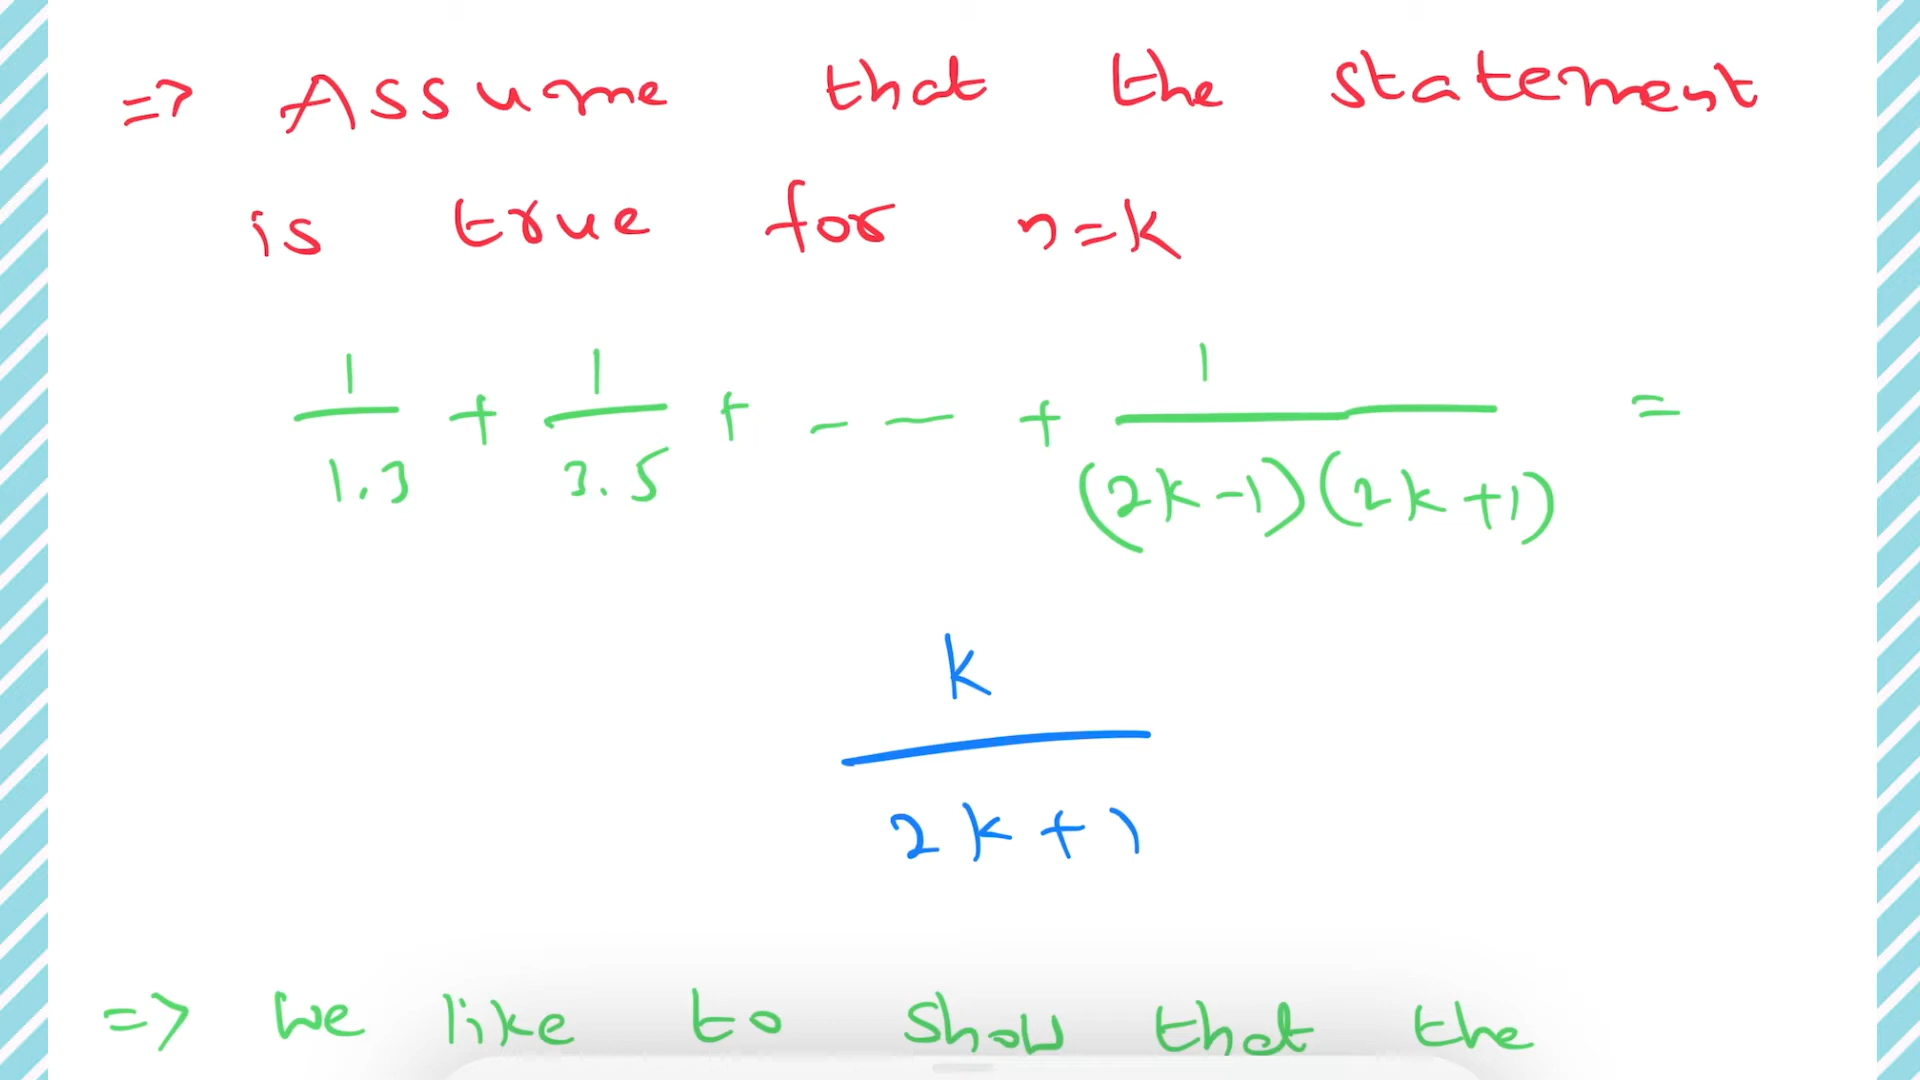 => Assume that the statement
is true for n=k
1/1.3 + 1/3.5 + - - - + 1/(2k-1)(2k+1) =
k/2k+1
=> We like to show that the